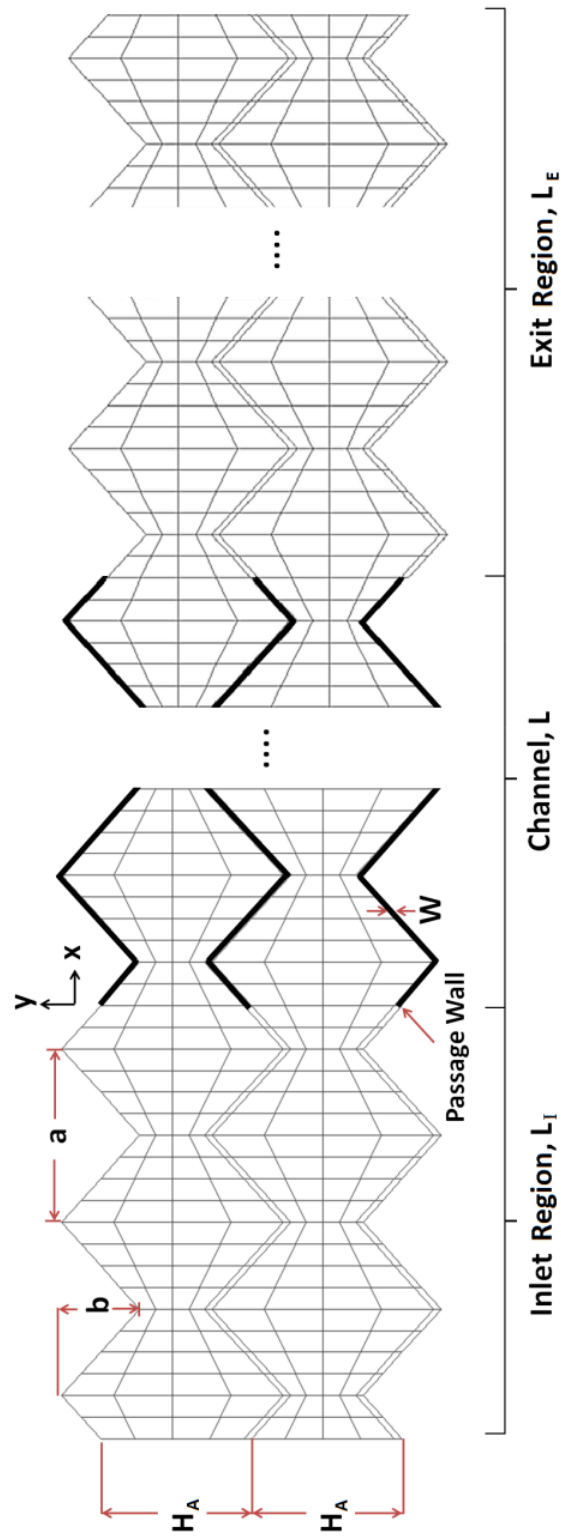 y
x
a
b
H_A
H_A
W
Passage Wall
....
....
Inlet Region, L_I
Channel, L
Exit Region, L_E